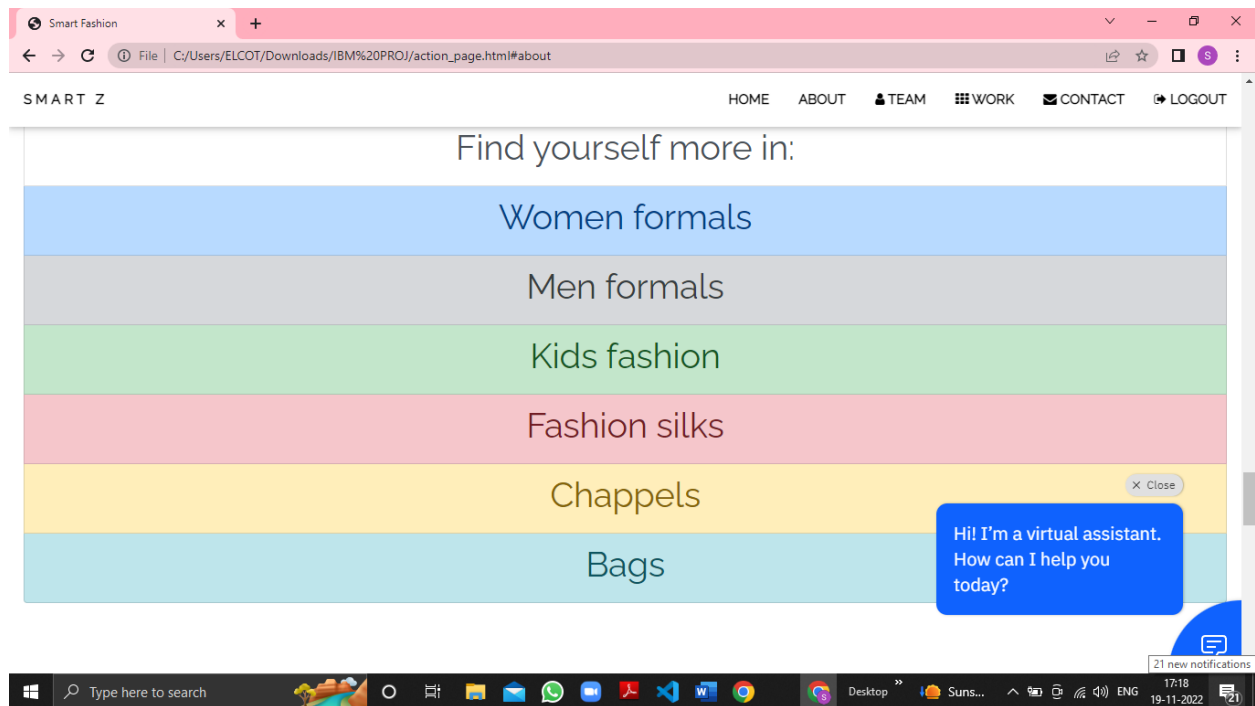 Smart Fashion
File | C:/Users/ELCOT/Downloads/IBM%20PROJ/action_page.html#about
S
SMART Z
HOME ABOUT TEAM WORK CONTACT LOGOUT
Find yourself more in:
Women formals
Men formals
Kids fashion
Fashion silks
Chappels
Bags
× Close
Hi! I'm a virtual assistant.
How can I help you
today?
21 new notifications
Type here to search
Desktop
Suns...
ENG
17:18
19-11-2022
21